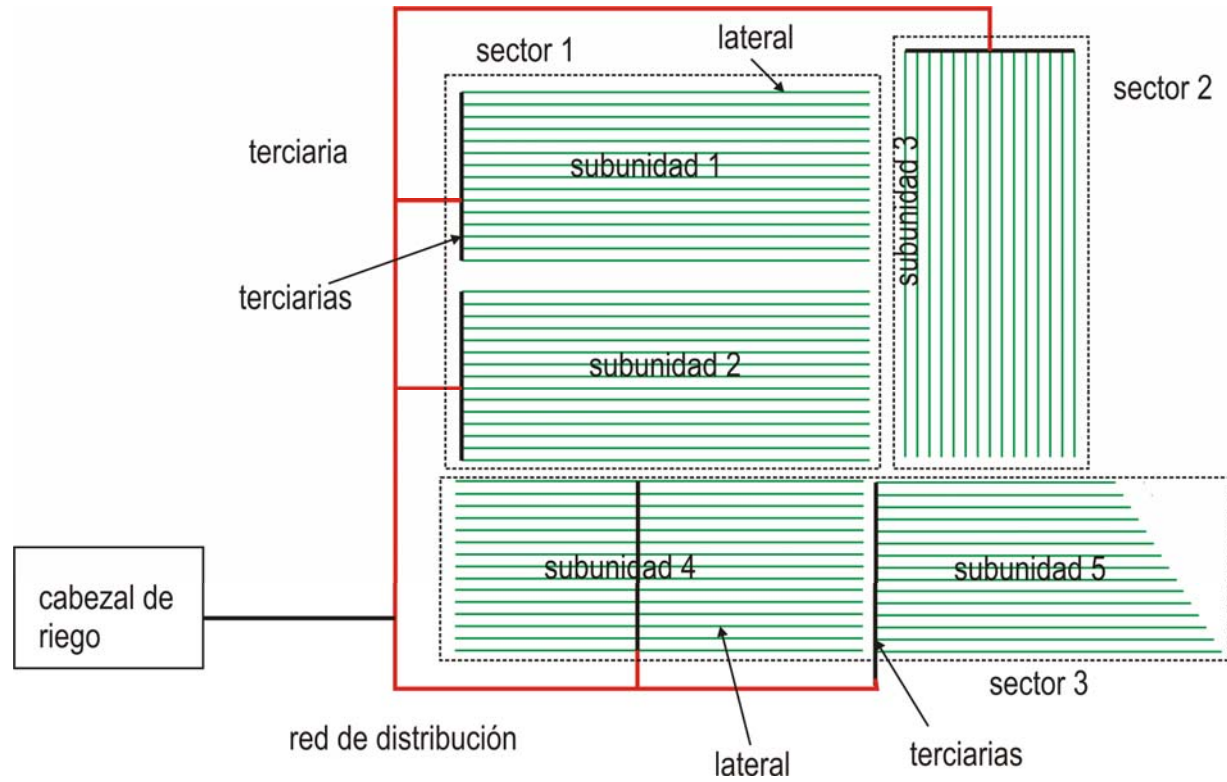 lateral
sector 1
sector 2
terciaria
subunidad 1
subunidad 3
terciarias
subunidad 2
subunidad 4
subunidad 5
cabezal de
riego
sector 3
red de distribución
lateral
terciarias